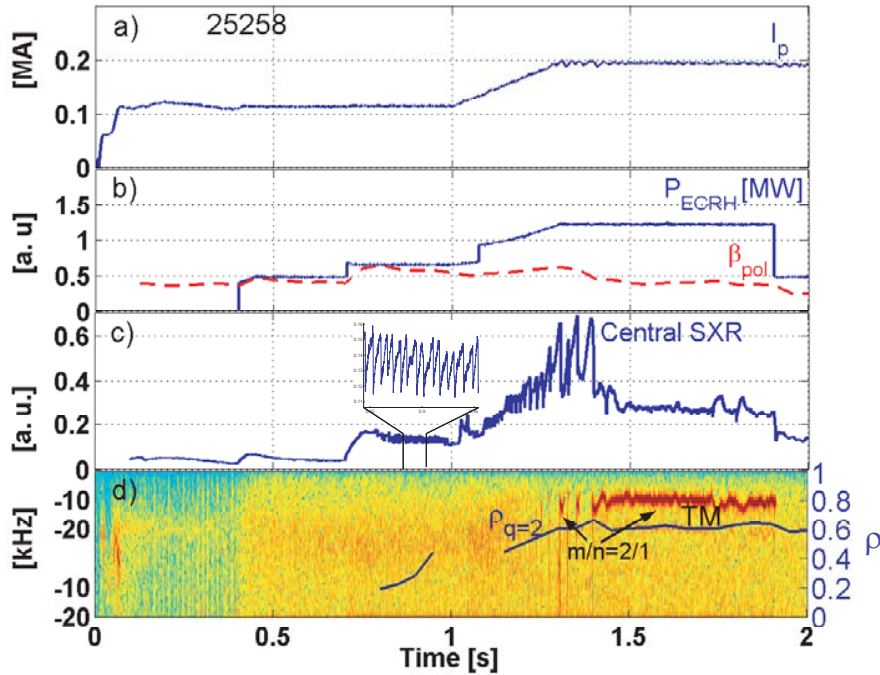 a)
25258
I_p
[MA]
0.2
0.1
0
b)
P_ECRH [MW]
[a. u]
1.5
1
0.5
0
β_pol
c)
Central SXR
[a. u.]
0.6
0.4
0.2
0
d)
[kHz]
-10
-20
-10
-20
ρ_q=2
m/n=2/1
TM
1
0.8
0.6
0.4
0.2
0
ρ
0
0.5
1
1.5
2
Time [s]